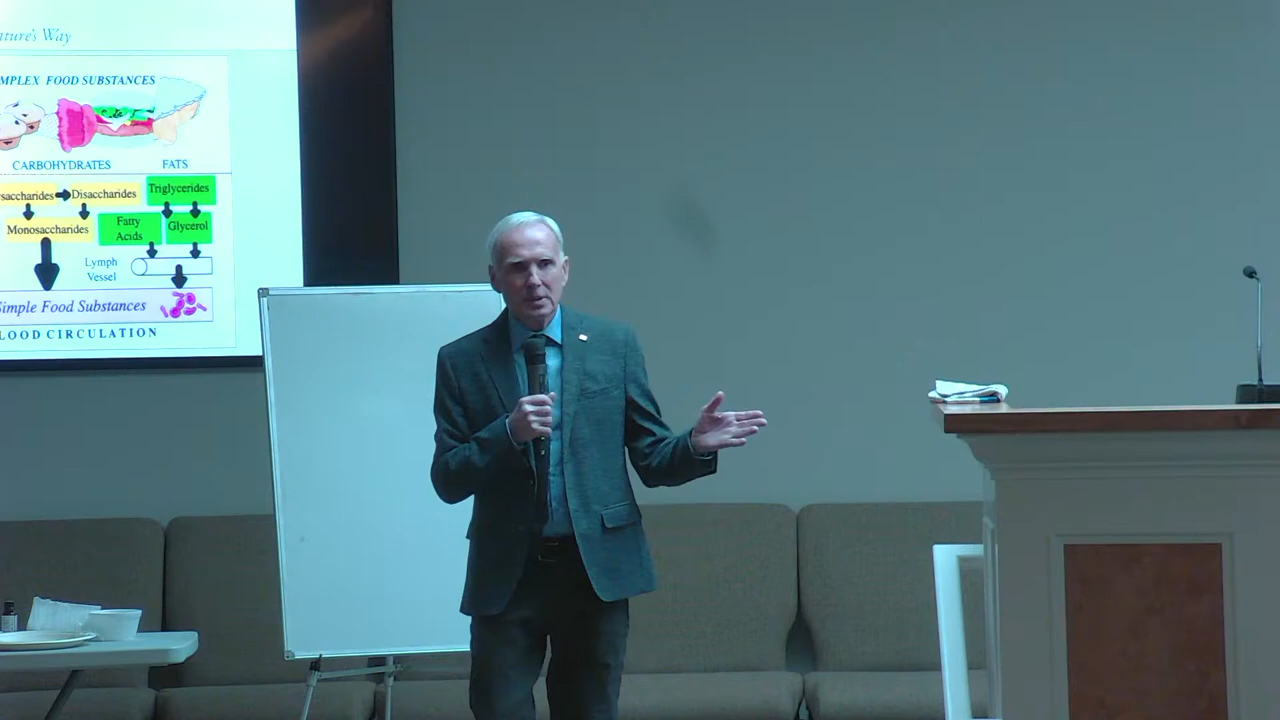 ture's Way
MPLEX FOOD SUBSTANCES
CARBOHYDRATES FATS
saccharides Disaccharides Triglycerides
Monosaccharides Fatty Acids Glycerol
Lymph
Vessel
Simple Food Substances
LOOD CIRCULATION